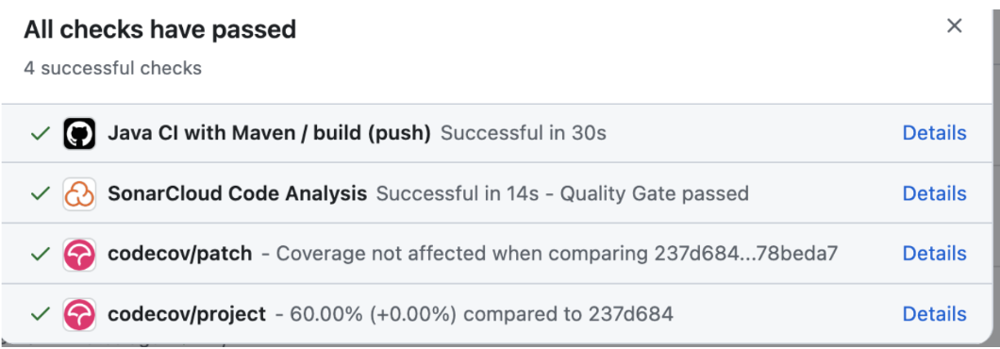 All checks have passed
4 successful checks
Java CI with Maven / build (push) Successful in 30s Details
SonarCloud Code Analysis Successful in 14s - Quality Gate passed Details
codecov/patch - Coverage not affected when comparing 237d684...78beda7 Details
codecov/project - 60.00% (+0.00%) compared to 237d684 Details